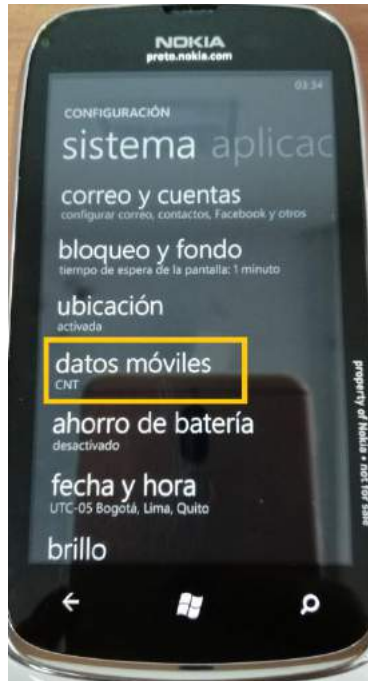 NOKIA
proto.nokia.com
03:34
CONFIGURACIÓN
sistema aplicac
correo y cuentas
configurar correo, contactos, Facebook y otros
bloqueo y fondo
tiempo de espera de la pantalla: 1 minuto
ubicación
activada
datos móviles
CNT
ahorro de batería
desactivado
fecha y hora
UTC-05 Bogotá, Lima, Quito
brillo
property of Nokia • not for sale